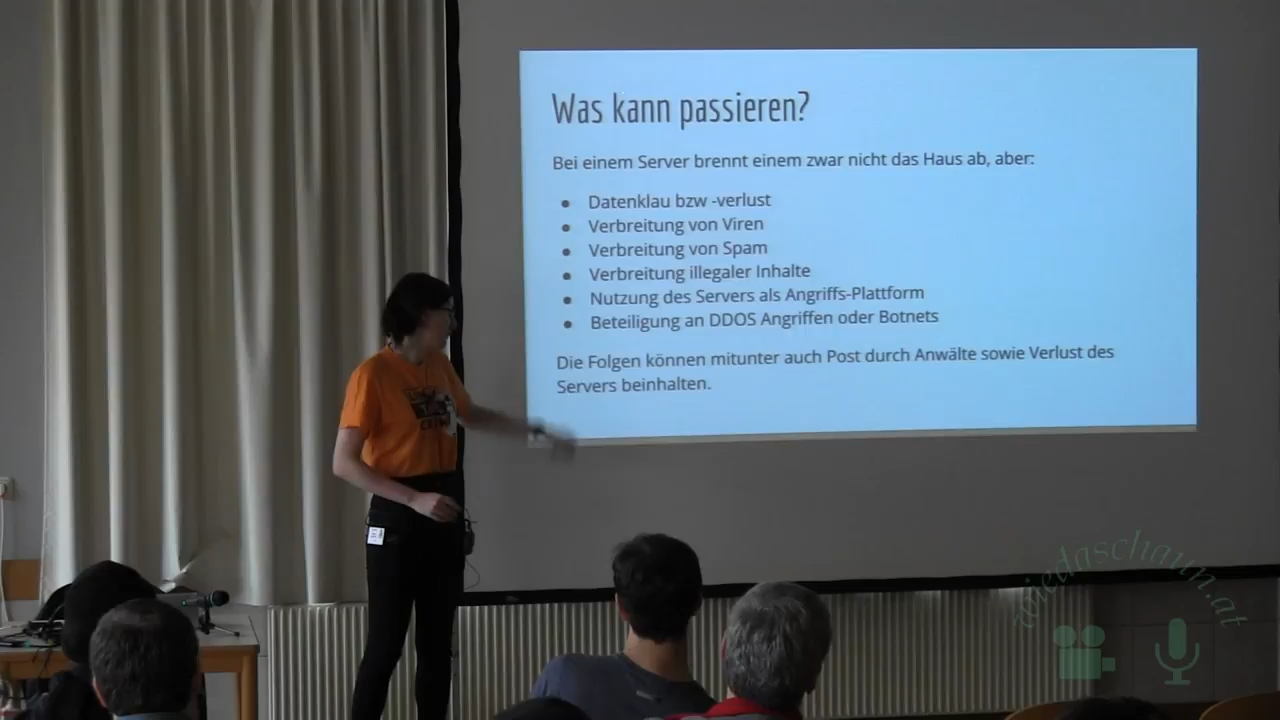 Was kann passieren?
Bei einem Server brennt einem zwar nicht das Haus ab, aber:
● Datenklau bzw -verlust
● Verbreitung von Viren
● Verbreitung von Spam
● Verbreitung illegaler Inhalte
● Nutzung des Servers als Angriffs-Plattform
● Beteiligung an DDOS Angriffen oder Botnets
Die Folgen können mitunter auch Post durch Anwälte sowie Verlust des
Servers beinhalten.
wiedaschaun.at